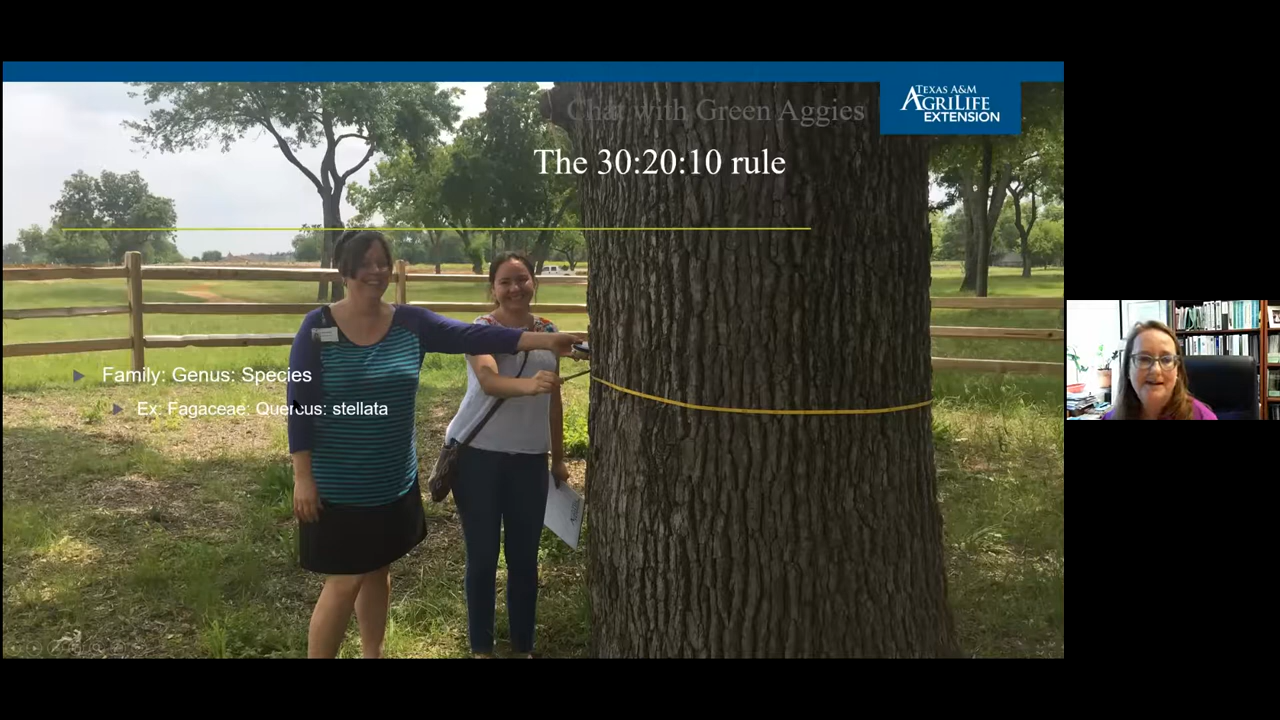 Chat with Green Aggies
TEXAS A&M
AGRILIFE
EXTENSION
The 30:20:10 rule
Family: Genus: Species
Ex: Fagaceae: Quercus: stellata